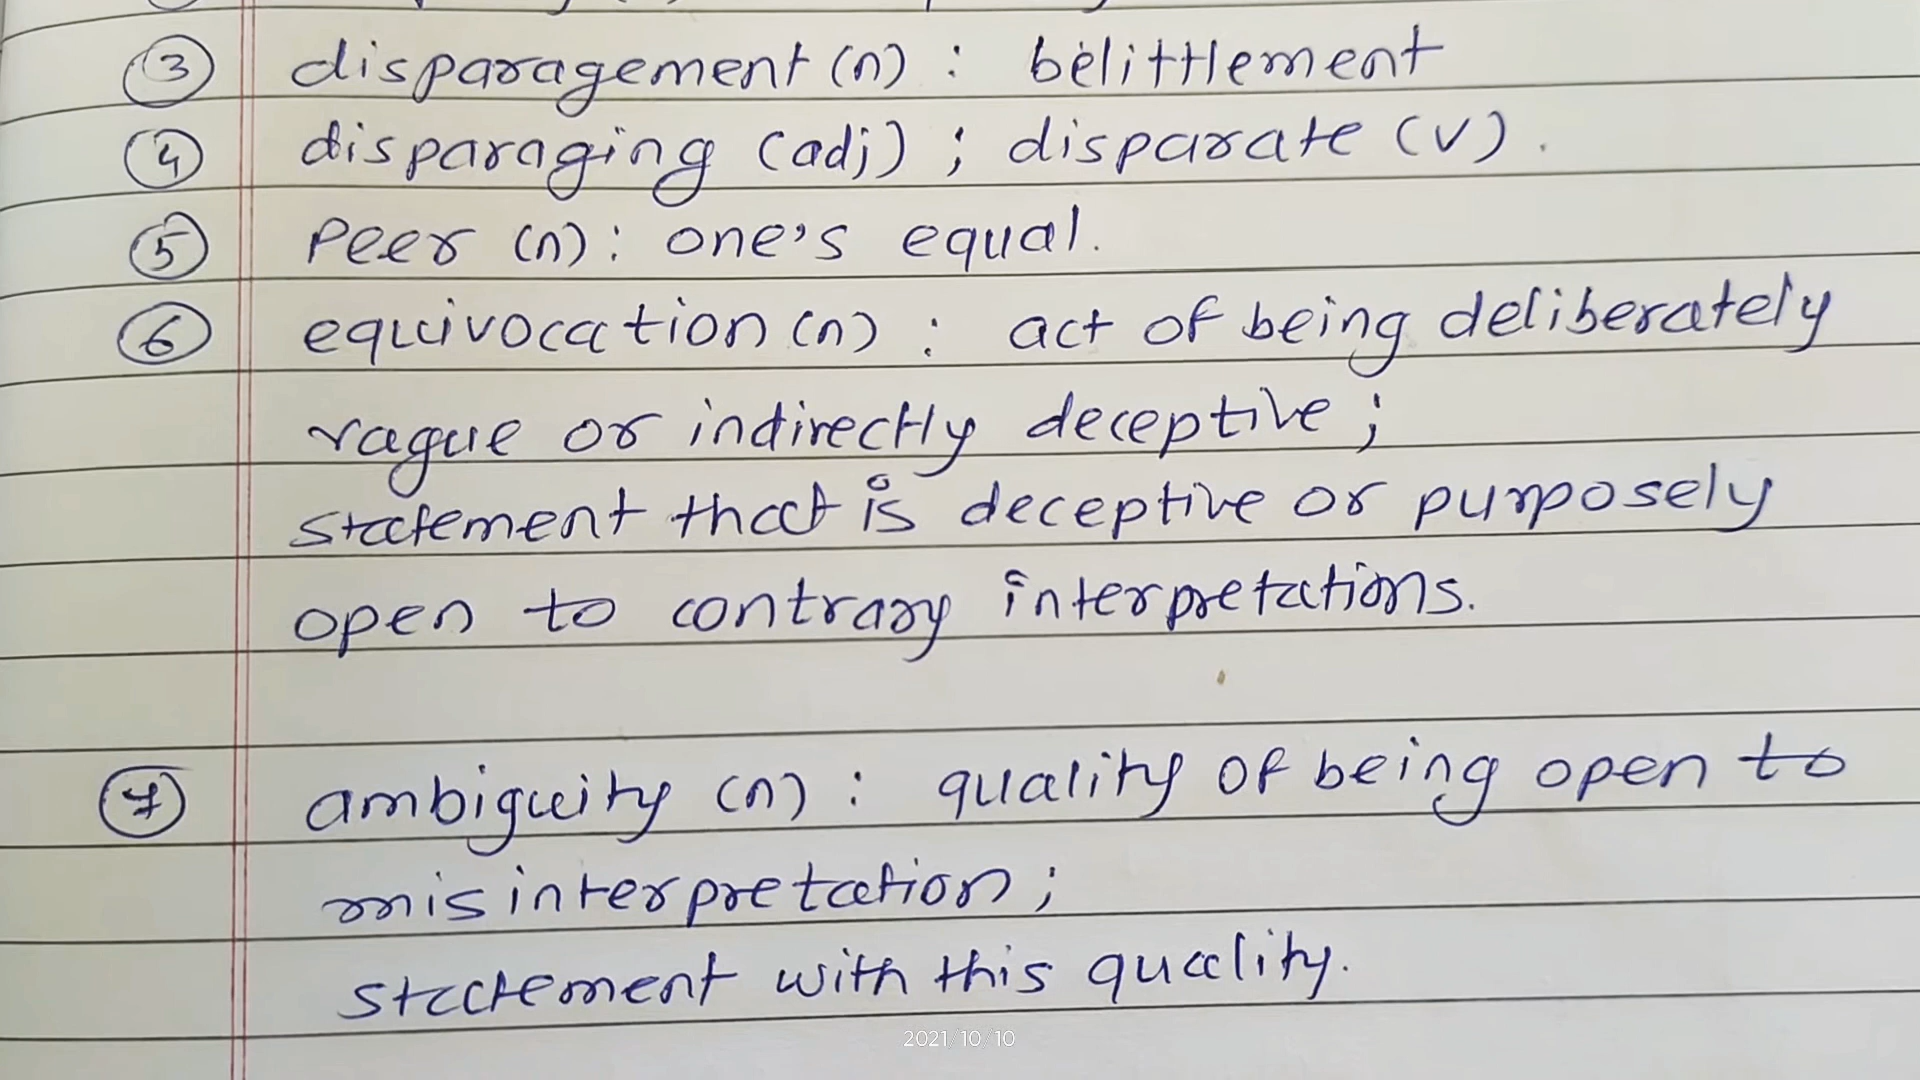 ③ disparagement (n) : belittlement
④ disparaging (adj) ; disparate (v) .
⑤ Peer (n) : one's equal.
⑥ equivocation (n) : act of being deliberately
vague or indirectly deceptive ;
statement that is deceptive or purposely
open to contrary interpretations.
⑦ ambiguity (n) : quality of being open to
misinterpretation ;
statement with this quality.
2021/10/10